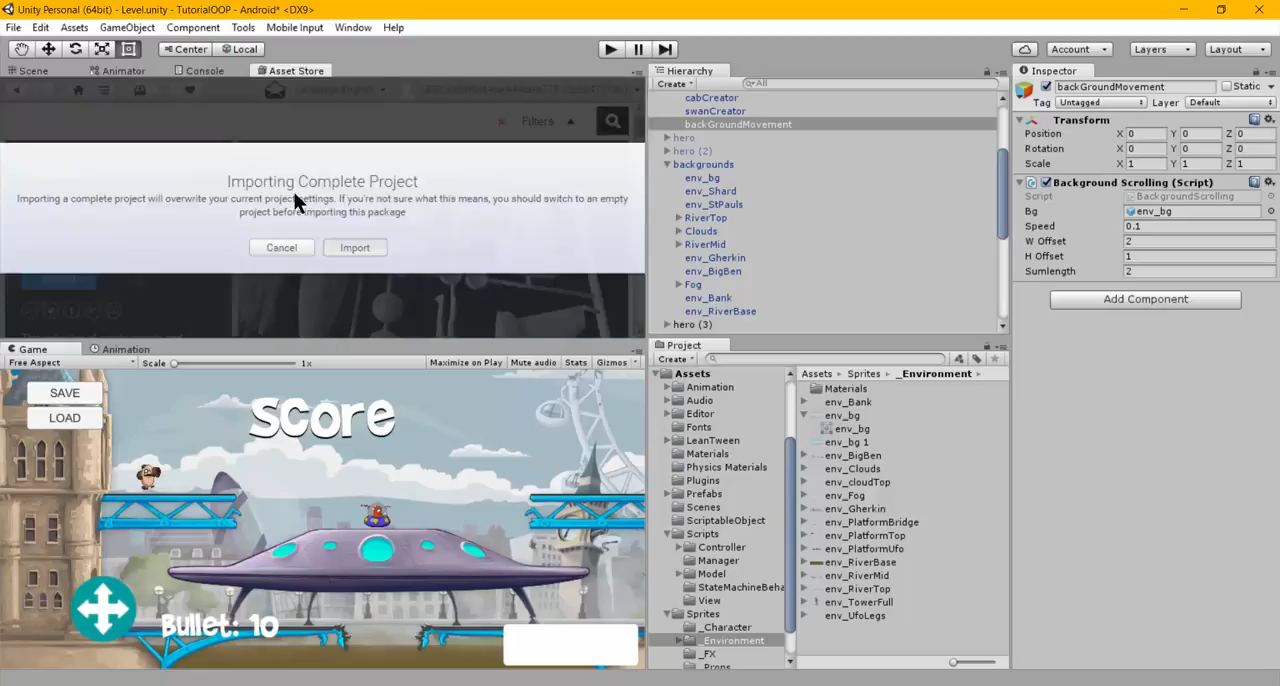 Unity Personal (64bit) - Level.unity - TutorialOOP - Android* <DX9>
File Edit Assets GameObject Component Tools Mobile Input Window Help
Center Local Account Layers Layout
Scene Animator Console Asset Store
Filters
Importing Complete Project
Importing a complete project will overwrite your current project settings. If you're not sure what this means, you should switch to an empty
project before importing this package
Cancel Import
Hierarchy
Create All
cabCreator
swanCreator
backGroundMovement
hero
hero (2)
backgrounds
env_bg
env_Shard
env_StPauls
RiverTop
Clouds
RiverMid
env_Gherkin
env_BigBen
Fog
env_Bank
env_RiverBase
hero (3)
Inspector
backGroundMovement Static
Tag Untagged Layer Default
Transform
Position X 0 Y 0 Z 0
Rotation X 0 Y 0 Z 0
Scale X 1 Y 1 Z 1
Background Scrolling (Script)
Script BackgroundScrolling
Bg env_bg
Speed 0.1
W Offset 2
H Offset 1
Sumlength 2
Add Component
Game Animation
Free Aspect Scale 1x Maximize on Play Mute audio Stats Gizmos
SAVE
LOAD
Score
Bullet: 10
Project
Create
Assets
Animation
Audio
Editor
Fonts
LeanTween
Materials
Physics Materials
Plugins
Prefabs
Scenes
ScriptableObject
Scripts
Controller
Manager
Model
StateMachineBeha
View
Sprites
_Character
_Environment
_FX
_Props
Assets Sprites _Environment
Materials
env_Bank
env_bg
env_bg
env_bg 1
env_BigBen
env_Clouds
env_cloudTop
env_Fog
env_Gherkin
env_PlatformBridge
env_PlatformTop
env_PlatformUfo
env_RiverBase
env_RiverMid
env_RiverTop
env_TowerFull
env_UfoLegs